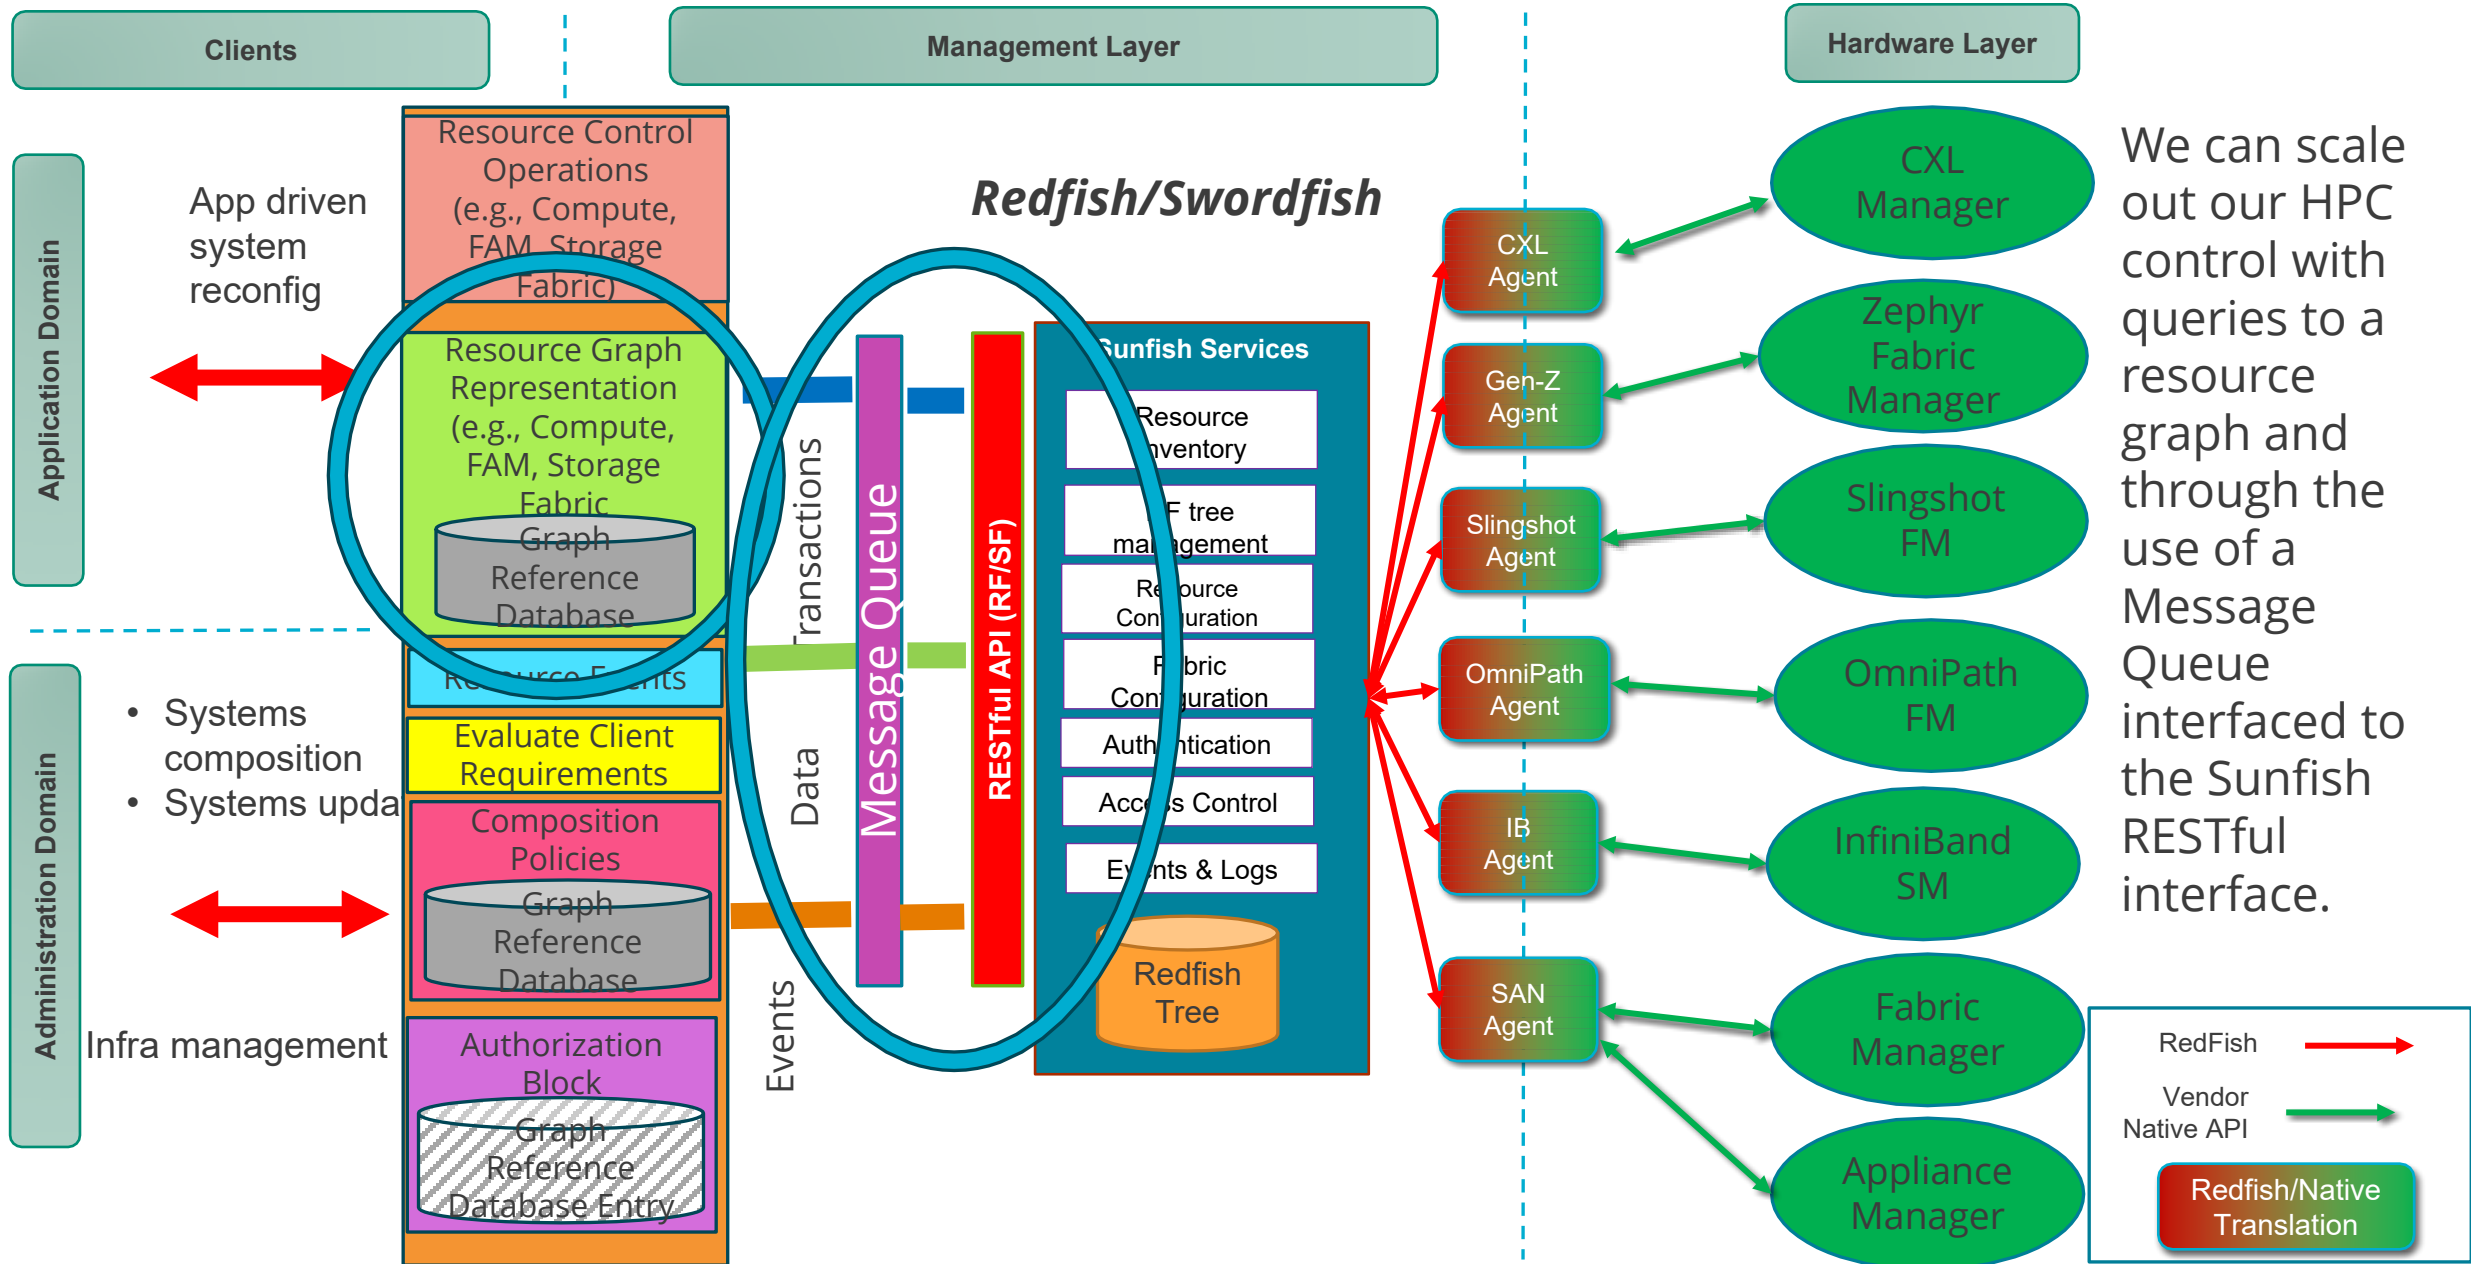 Clients
Management Layer
Hardware Layer
Application Domain
Administration Domain
App driven
system
reconfig
• Systems
composition
• Systems upda
Infra management
Resource Control
Operations
(e.g., Compute,
FAM, Storage
Fabric)
Resource Graph
Representation
(e.g., Compute,
FAM, Storage
Fabric
Graph
Reference
Database
Resource Events
Evaluate Client
Requirements
Composition
Policies
Graph
Reference
Database
Authorization
Block
Graph
Reference
Database Entry
Transactions
Data
Events
Message Queue
RESTful API (RF/SF)
Redfish/Swordfish
Sunfish Services
Resource
Inventory
F tree
management
Resource
Configuration
Fabric
Configuration
Authentication
Access Control
Events & Logs
Redfish
Tree
CXL
Agent
Gen-Z
Agent
Slingshot
Agent
OmniPath
Agent
IB
Agent
SAN
Agent
CXL
Manager
Zephyr
Fabric
Manager
Slingshot
FM
OmniPath
FM
InfiniBand
SM
Fabric
Manager
Appliance
Manager
We can scale
out our HPC
control with
queries to a
resource
graph and
through the
use of a
Message
Queue
interfaced to
the Sunfish
RESTful
interface.
RedFish
Vendor
Native API
Redfish/Native
Translation